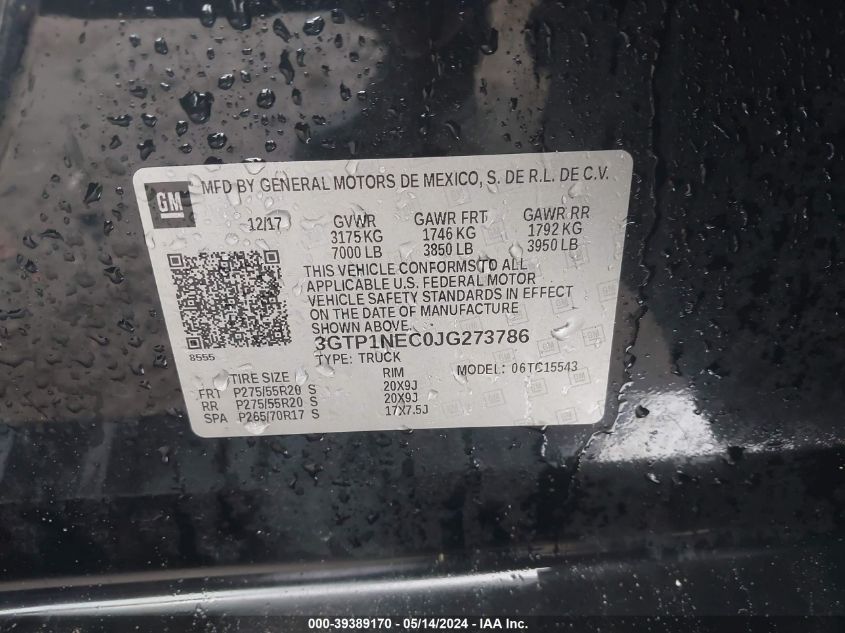 GM MFD BY GENERAL MOTORS DE MEXICO, S. DE R.L. DE C.V.
12/17 GVWR GAWR FRT GAWR RR
3175 KG 1746 KG 1792 KG
7000 LB 3850 LB 3950 LB
THIS VEHICLE CONFORMS TO ALL
APPLICABLE U.S. FEDERAL MOTOR
VEHICLE SAFETY STANDARDS IN EFFECT
ON THE DATE OF MANUFACTURE
SHOWN ABOVE.
8555 3GTP1NEC0JG273786
TYPE: TRUCK MODEL: 06TC15543
TIRE SIZE RIM
FRT P275/55R20 S 20X9J
RR P275/55R20 S 20X9J
SPA P265/70R17 S 17X7.5J
000-39389170 - 05/14/2024 - IAA Inc.